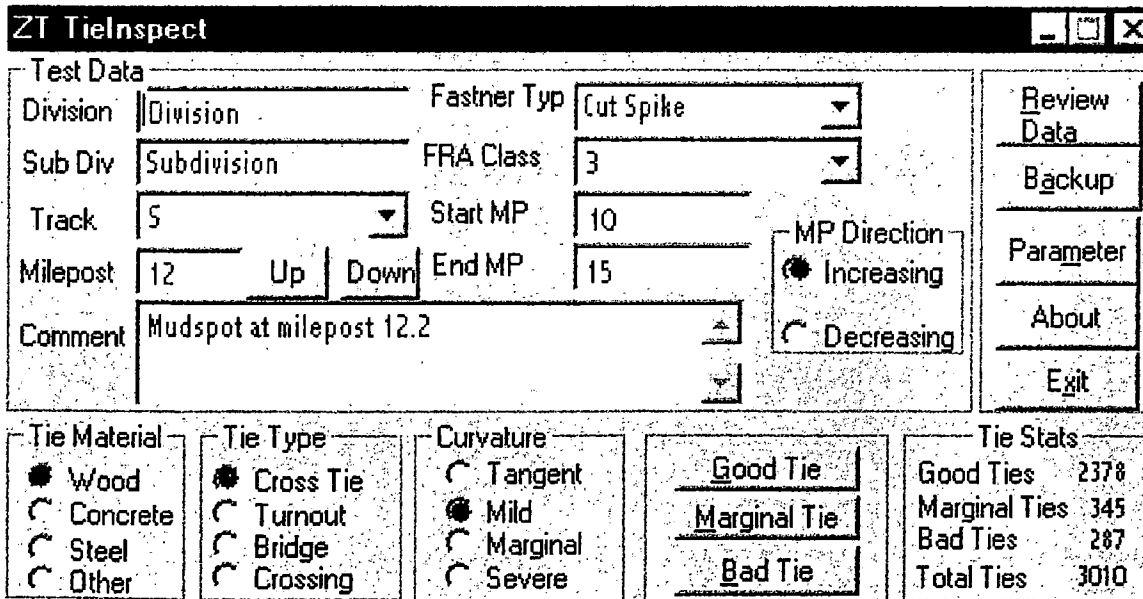 ZT TieInspect
Test Data
Division Division
Fastner Typ Cut Spike
Sub Div Subdivision
FRA Class 3
Track S
Start MP 10
Milepost 12 Up Down
End MP 15
MP Direction
Increasing
Decreasing
Comment Mudspot at milepost 12.2
Review
Data
Backup
Parameter
About
Exit
Tie Material
Wood
Concrete
Steel
Other
Tie Type
Cross Tie
Turnout
Bridge
Crossing
Curvature
Tangent
Mild
Marginal
Severe
Good Tie
Marginal Tie
Bad Tie
Tie Stats
Good Ties 2378
Marginal Ties 345
Bad Ties 287
Total Ties 3010